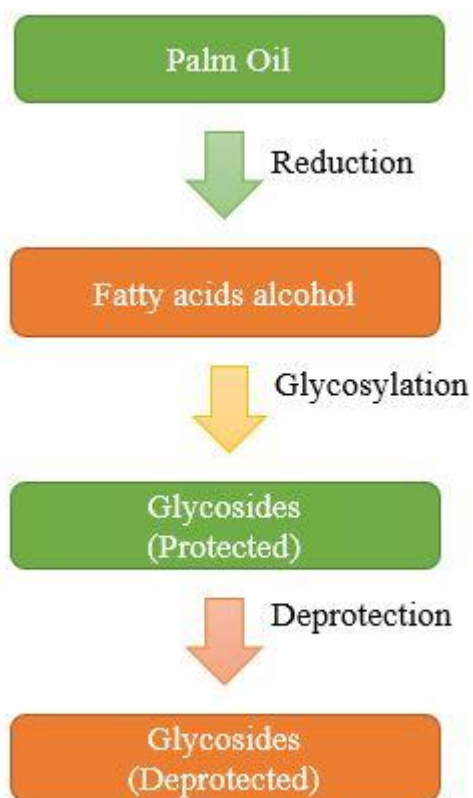 Palm Oil
Reduction
Fatty acids alcohol
Glycosylation
Glycosides
(Protected)
Deprotection
Glycosides
(Deprotected)